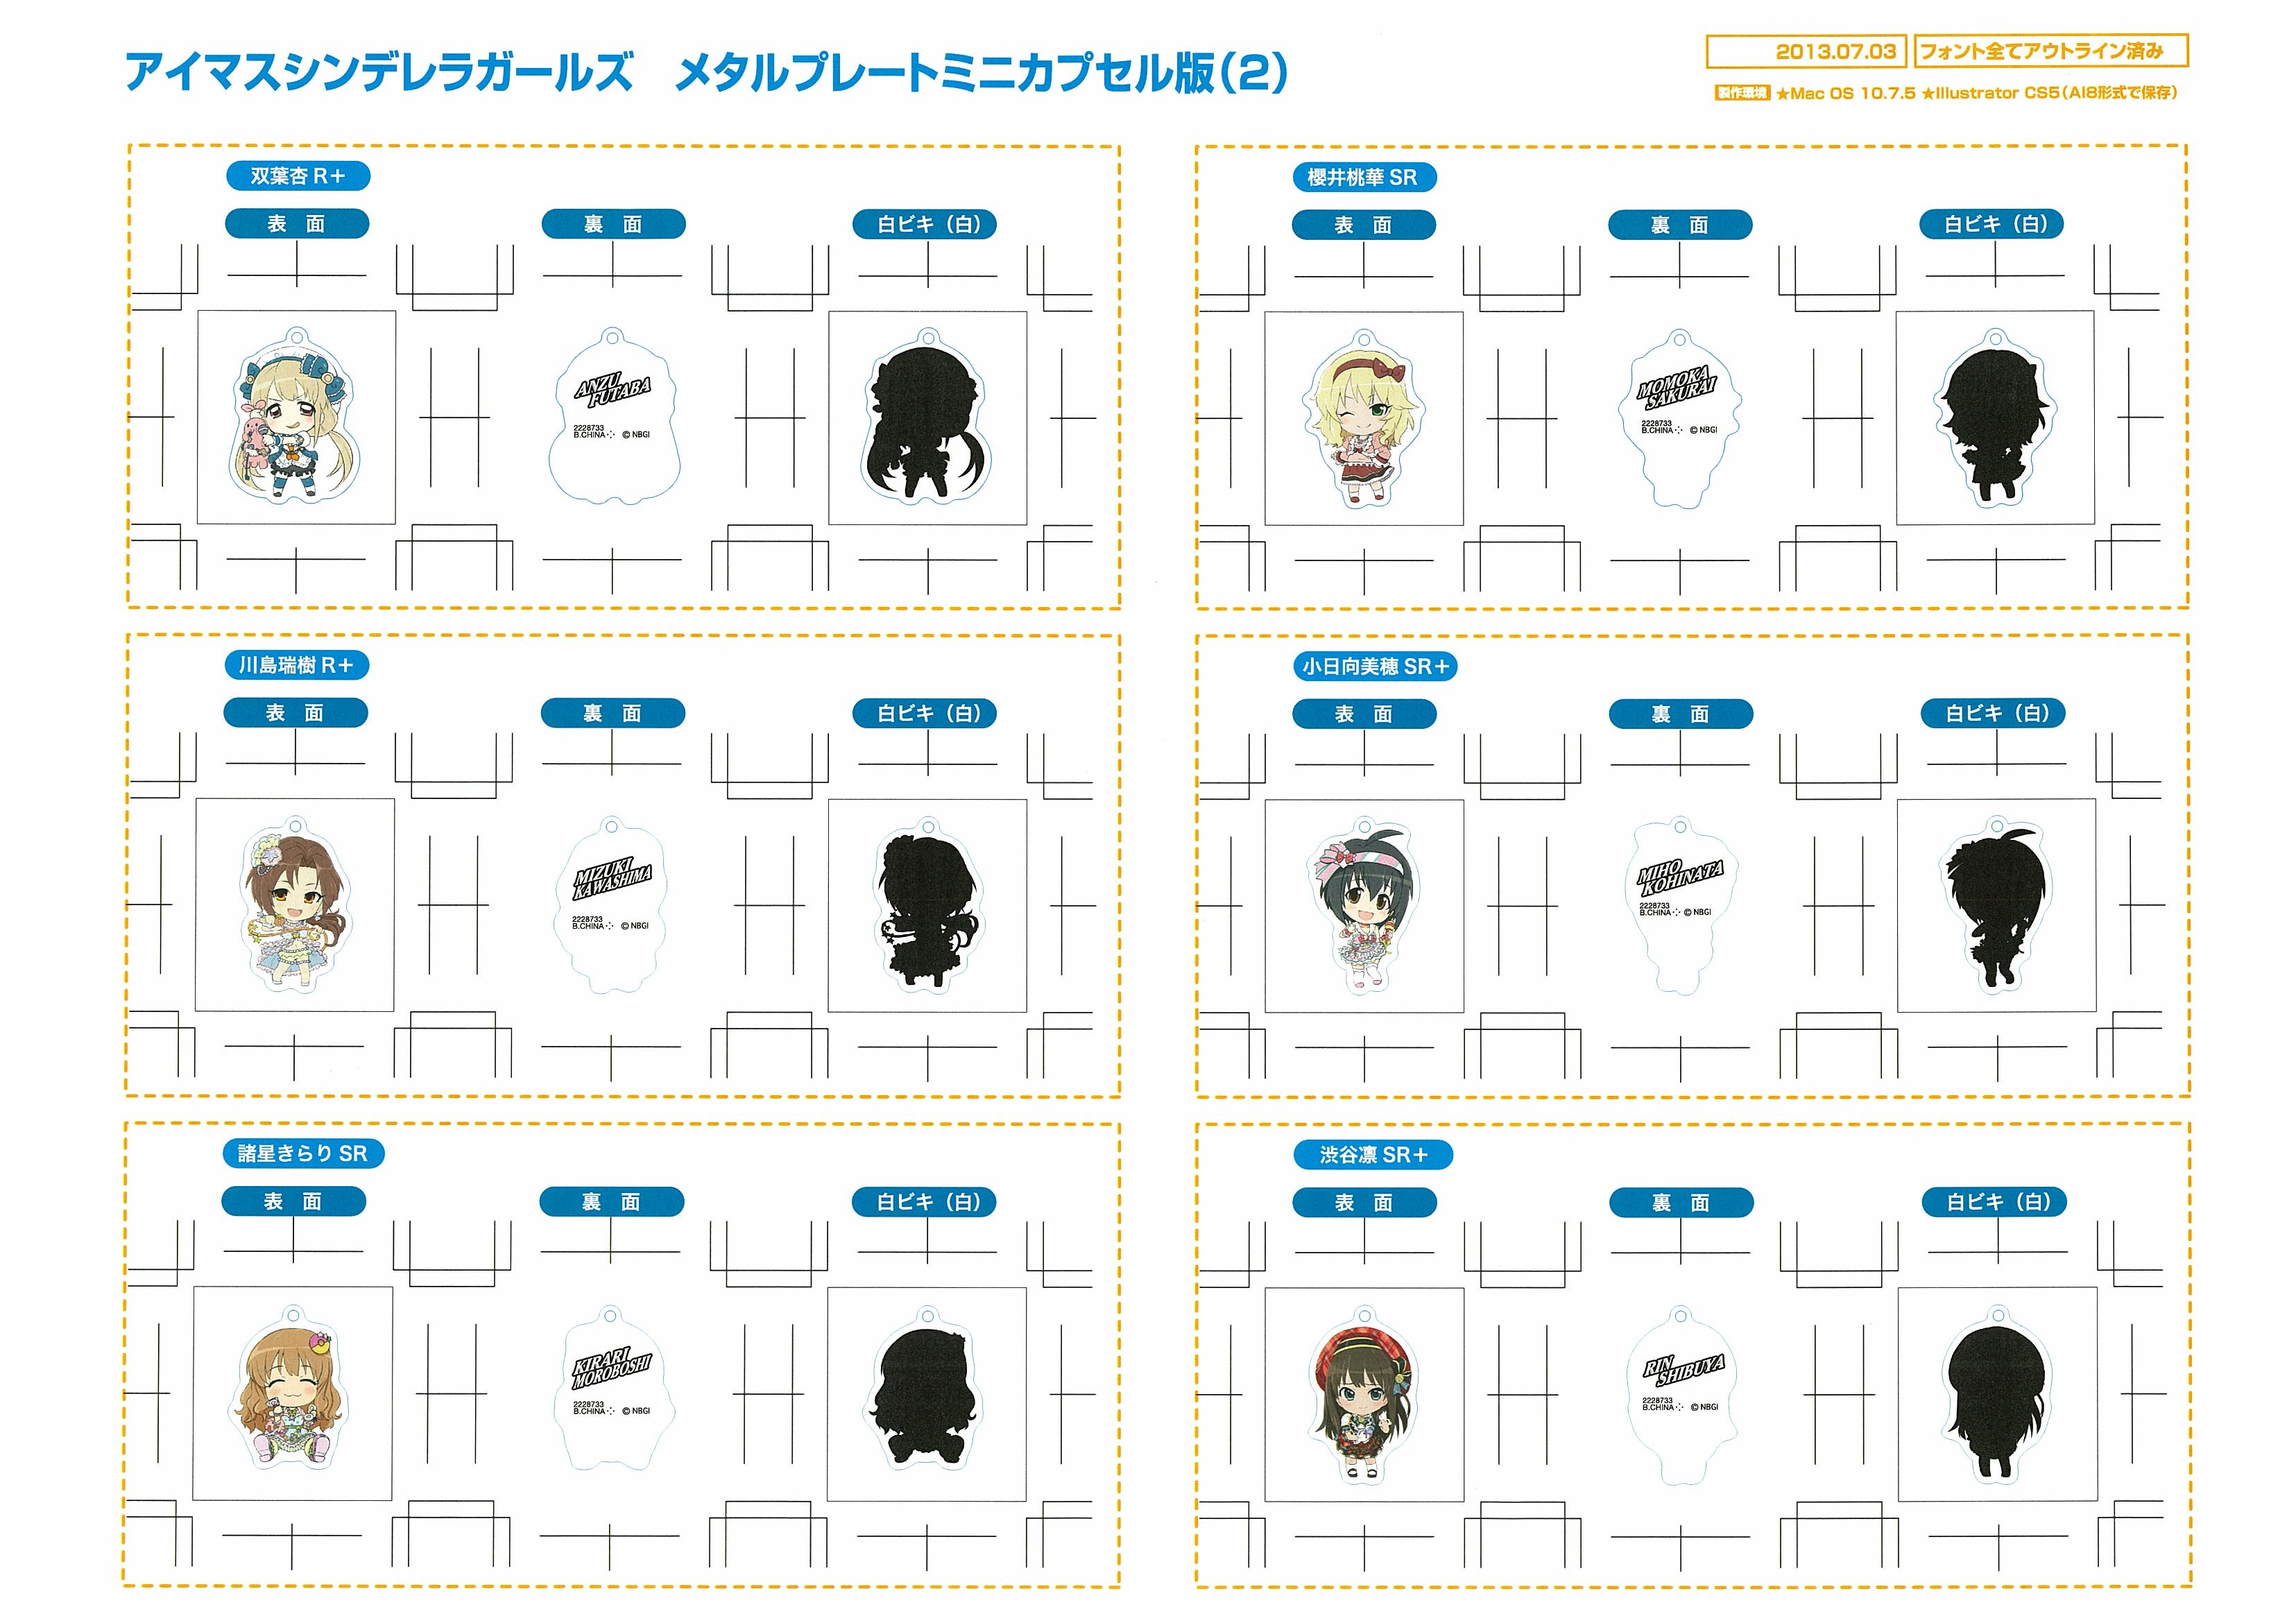 アイマスシンデレラガールズ　メタルプレートミニカプセル版(2)
2013.07.03
フォント全てアウトライン済み
製作環境 ★Mac OS 10.7.5 ★Illustrator CS5(AI8形式で保存)
双葉杏 R+
表 面
裏 面
白ビキ(白)
ANZU
FUTABA
2228733
B.CHINA ©NBGI
櫻井桃華 SR
表 面
裏 面
白ビキ(白)
MOMOKA
SAKURAI
2228733
B.CHINA ©NBGI
川島瑞樹 R+
表 面
裏 面
白ビキ(白)
MIZUKI
KAWASHIMA
2228733
B.CHINA ©NBGI
小日向美穂 SR+
表 面
裏 面
白ビキ(白)
MIHO
KOHINATA
2228733
B.CHINA ©NBGI
諸星きらり SR
表 面
裏 面
白ビキ(白)
KIRARI
MOROBOSHI
2228733
B.CHINA ©NBGI
渋谷凛 SR+
表 面
裏 面
白ビキ(白)
RIN
SHIBUYA
2228733
B.CHINA ©NBGI